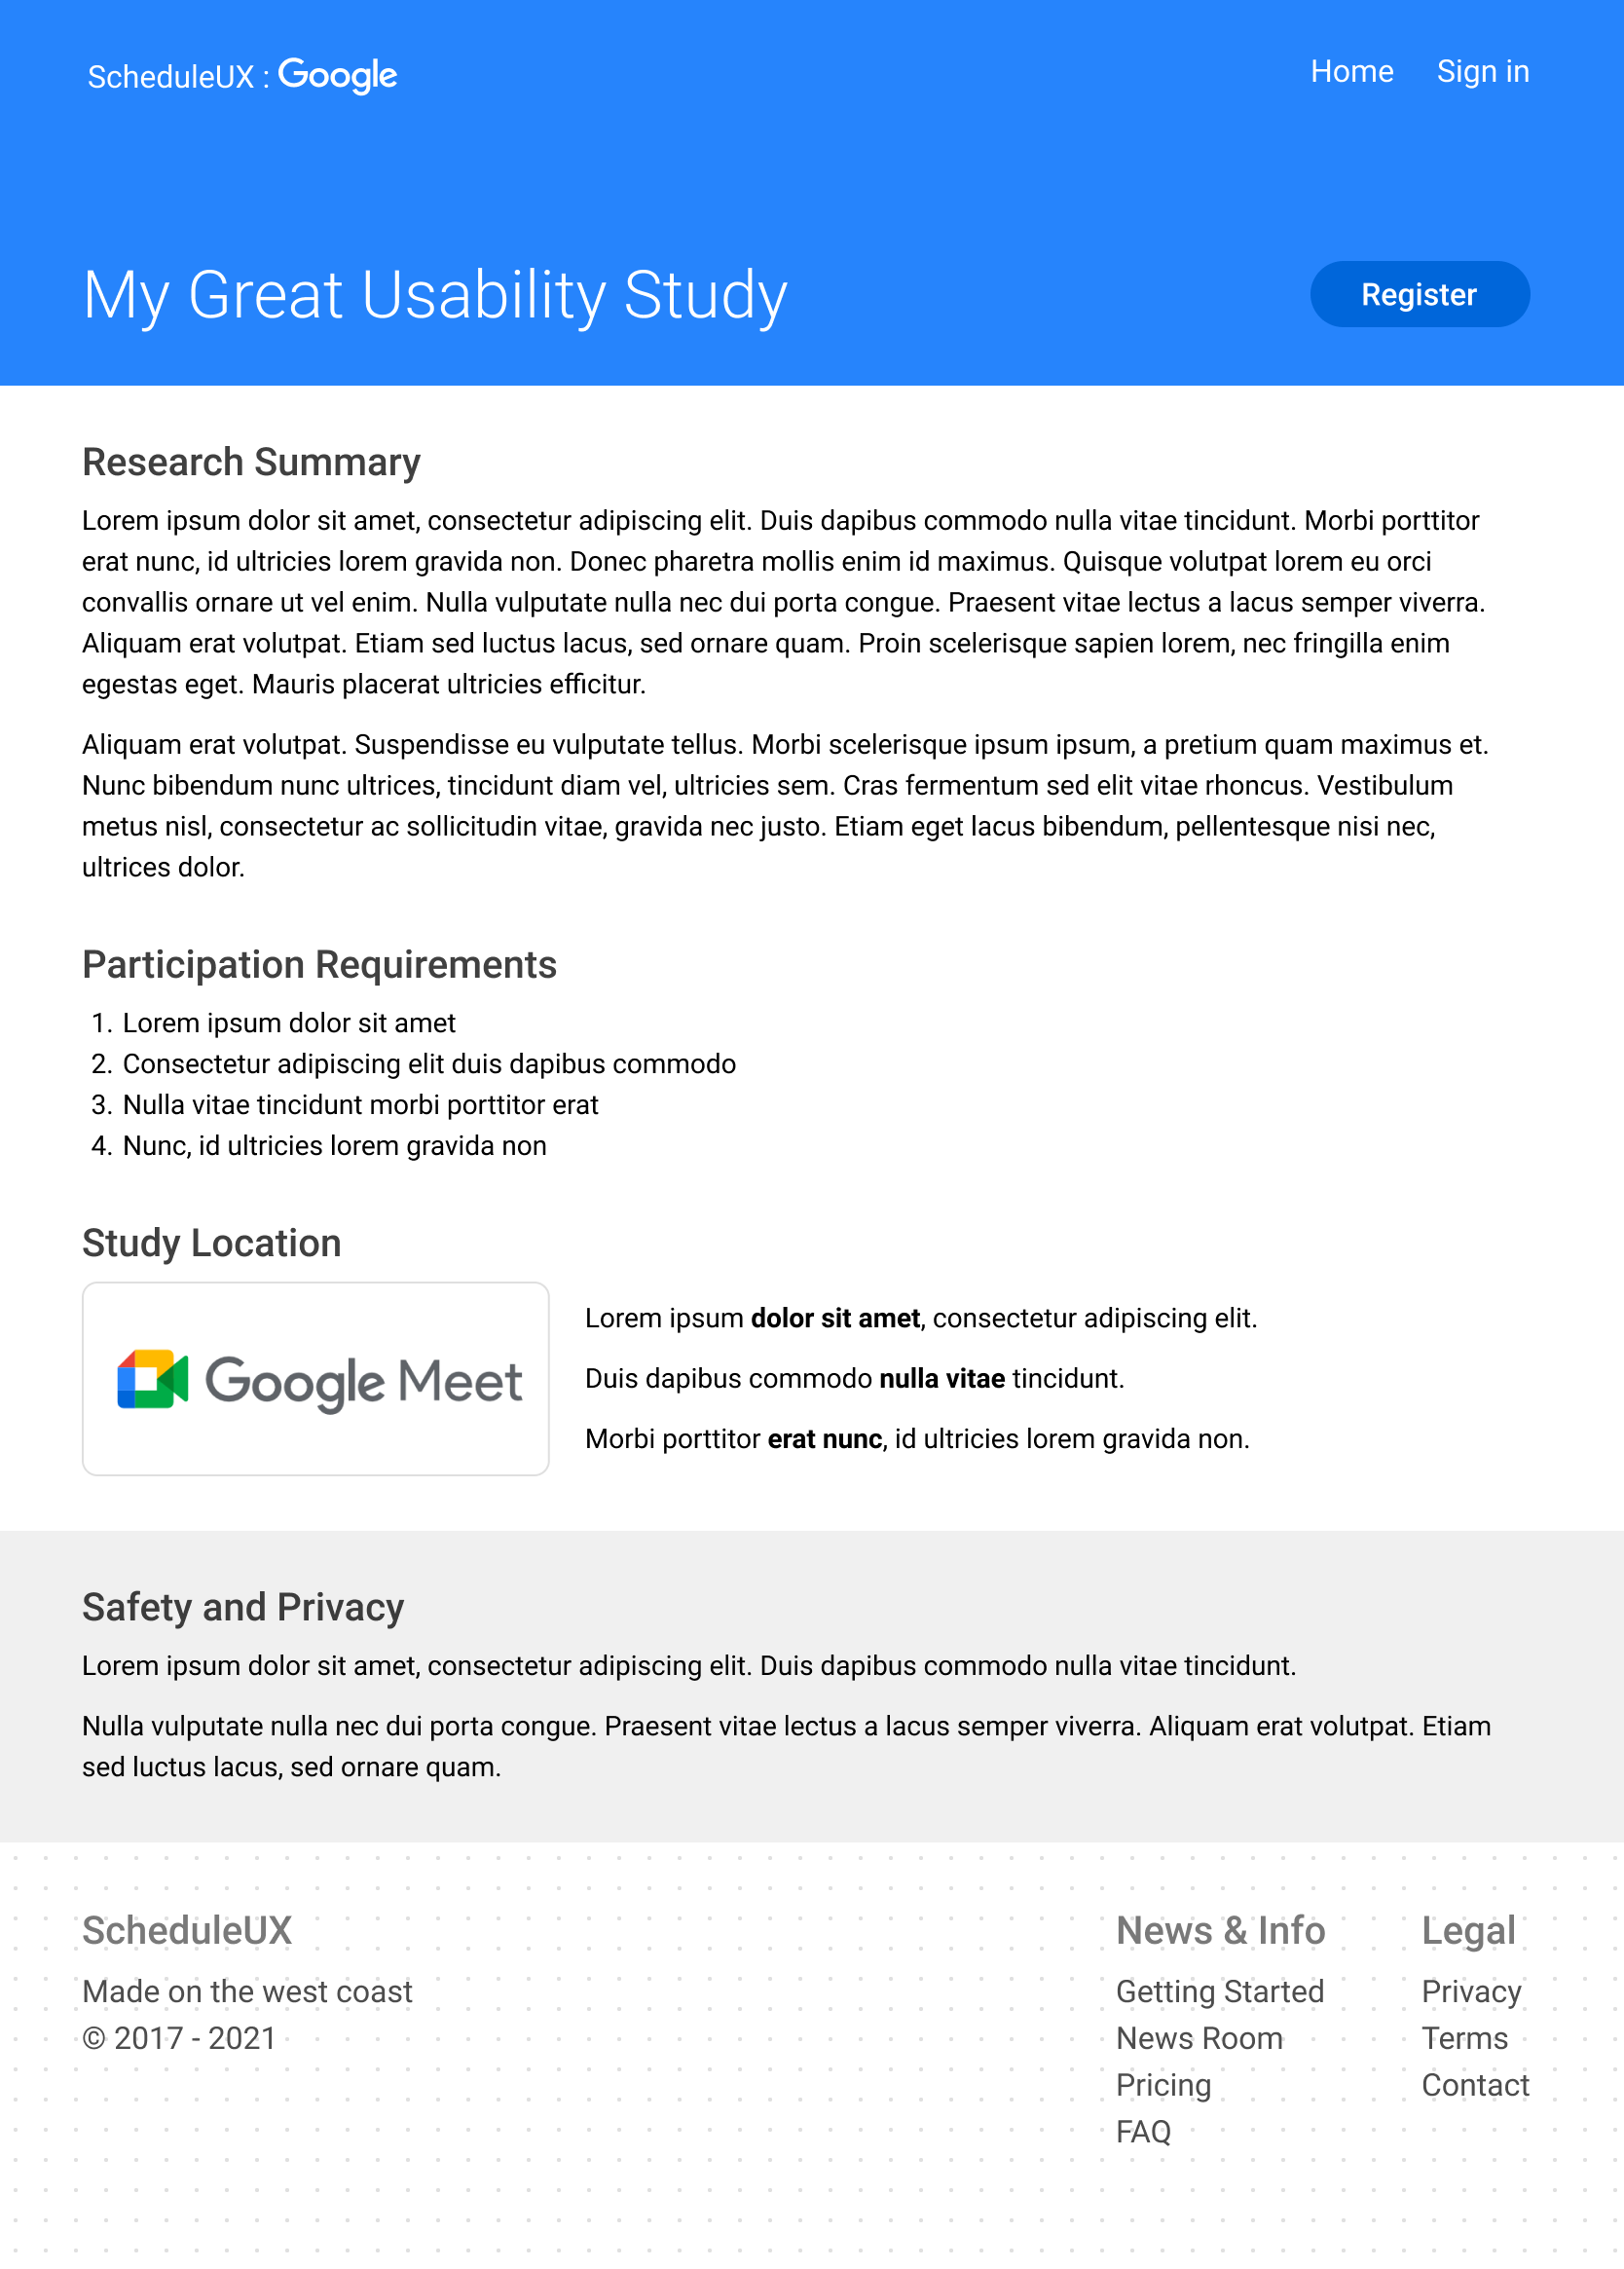 ScheduleUX : Google
Home
Sign in
My Great Usability Study
Register
Research Summary
Lorem ipsum dolor sit amet, consectetur adipiscing elit. Duis dapibus commodo nulla vitae tincidunt. Morbi porttitor
erat nunc, id ultricies lorem gravida non. Donec pharetra mollis enim id maximus. Quisque volutpat lorem eu orci
convallis ornare ut vel enim. Nulla vulputate nulla nec dui porta congue. Praesent vitae lectus a lacus semper viverra.
Aliquam erat volutpat. Etiam sed luctus lacus, sed ornare quam. Proin scelerisque sapien lorem, nec fringilla enim
egestas eget. Mauris placerat ultricies efficitur.
Aliquam erat volutpat. Suspendisse eu vulputate tellus. Morbi scelerisque ipsum ipsum, a pretium quam maximus et.
Nunc bibendum nunc ultrices, tincidunt diam vel, ultricies sem. Cras fermentum sed elit vitae rhoncus. Vestibulum
metus nisl, consectetur ac sollicitudin vitae, gravida nec justo. Etiam eget lacus bibendum, pellentesque nisi nec,
ultrices dolor.
Participation Requirements
1. Lorem ipsum dolor sit amet
2. Consectetur adipiscing elit duis dapibus commodo
3. Nulla vitae tincidunt morbi porttitor erat
4. Nunc, id ultricies lorem gravida non
Study Location
Google Meet
Lorem ipsum dolor sit amet, consectetur adipiscing elit.
Duis dapibus commodo nulla vitae tincidunt.
Morbi porttitor erat nunc, id ultricies lorem gravida non.
Safety and Privacy
Lorem ipsum dolor sit amet, consectetur adipiscing elit. Duis dapibus commodo nulla vitae tincidunt.
Nulla vulputate nulla nec dui porta congue. Praesent vitae lectus a lacus semper viverra. Aliquam erat volutpat. Etiam
sed luctus lacus, sed ornare quam.
ScheduleUX
Made on the west coast
© 2017 - 2021
News & Info
Getting Started
News Room
Pricing
FAQ
Legal
Privacy
Terms
Contact